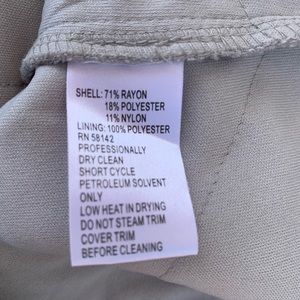 SHELL: 71% RAYON
18% POLYESTER
11% NYLON
LINING: 100% POLYESTER
RN 58142
PROFESSIONALLY
DRY CLEAN
SHORT CYCLE
PETROLEUM SOLVENT
ONLY
LOW HEAT IN DRYING
DO NOT STEAM TRIM
COVER TRIM
BEFORE CLEANING